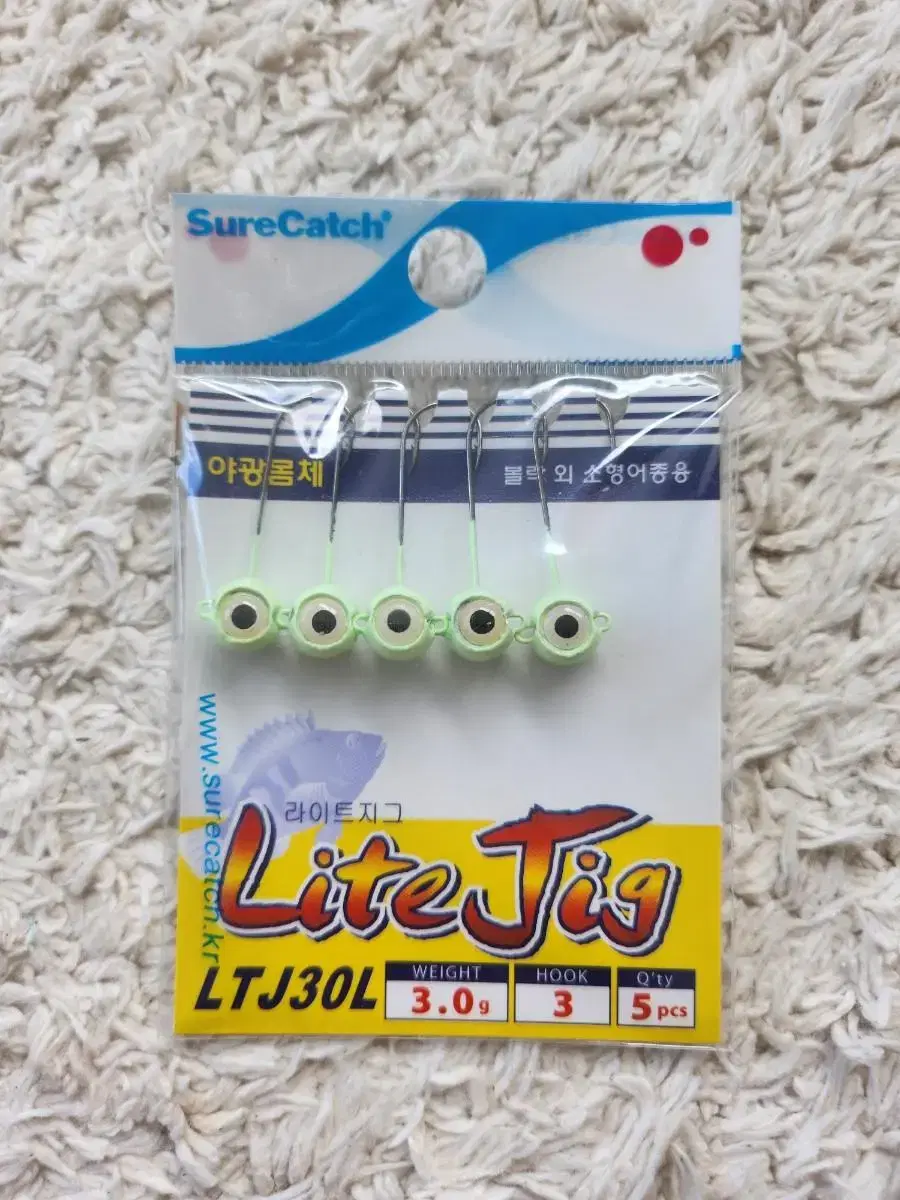 SureCatch®
야광몸체
볼락 외 소형어종용
www.surecatch.kr
라이트지그
Lite Jig
LTJ30L
WEIGHT
3.0g
HOOK
3
Q'ty
5pcs